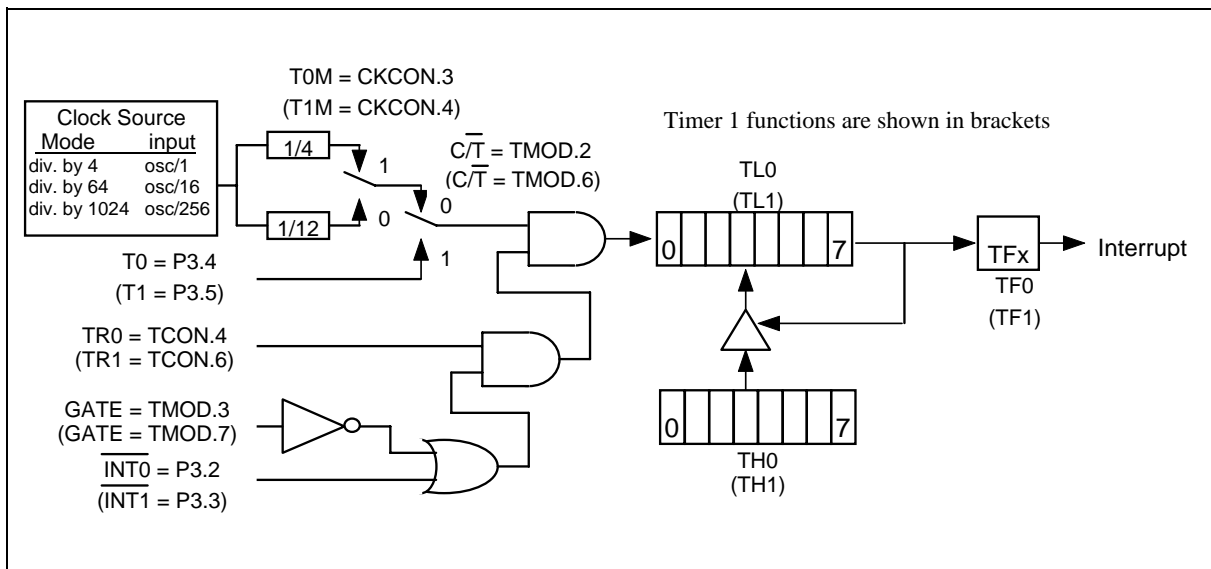 T0M = CKCON.3
(T1M = CKCON.4)
Clock Source
Mode input
div. by 4 osc/1
div. by 64 osc/16
div. by 1024 osc/256
1/4
1/12
1
0
C/T̅ = TMOD.2
(C/T̅ = TMOD.6)
0
1
T0 = P3.4
(T1 = P3.5)
TR0 = TCON.4
(TR1 = TCON.6)
GATE = TMOD.3
(GATE = TMOD.7)
I̅N̅T̅0̅ = P3.2
(I̅N̅T̅1̅ = P3.3)
Timer 1 functions are shown in brackets
TL0
(TL1)
0 7
TFx
TF0
(TF1)
Interrupt
0 7
TH0
(TH1)